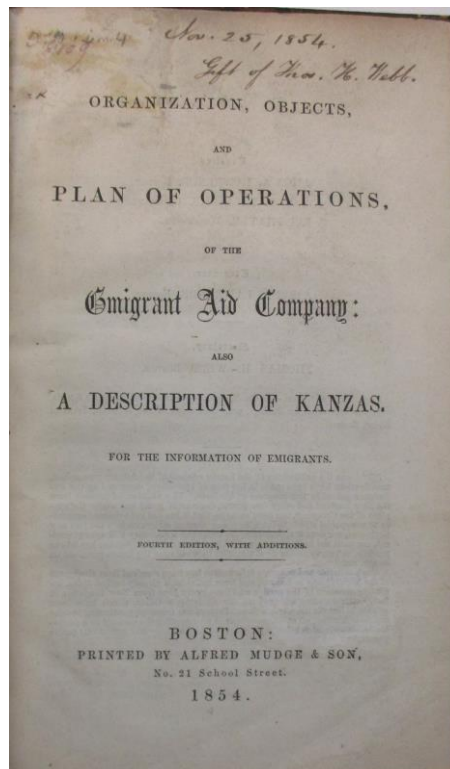 Nov. 25, 1854.
Gift of Thos. H. Webb.
ORGANIZATION, OBJECTS,
AND
PLAN OF OPERATIONS,
OF THE
Emigrant Aid Company:
ALSO
A DESCRIPTION OF KANZAS.
FOR THE INFORMATION OF EMIGRANTS.
FOURTH EDITION, WITH ADDITIONS.
BOSTON:
PRINTED BY ALFRED MUDGE & SON,
No. 21 School Street.
1854.